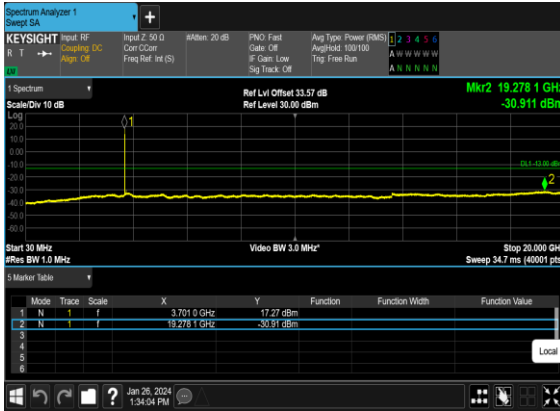 Spectrum Analyzer 1
Swept SA
+
KEYSIGHT Input: RF Input Z: 50 Ω #Atten: 20 dB PNO: Fast Avg Type: Power (RMS) 1 2 3 4 5 6
R T Coupling: DC Corr CCorr Gate: Off Avg|Hold: 100/100 A W W W W W
Align: Off Freq Ref: Int (S) IF Gain: Low Trig: Free Run
Sig Track: Off A N N N N N
1 Spectrum
Ref Lvl Offset 33.57 dB Mkr2 19.278 1 GHz
Scale/Div 10 dB Ref Level 30.00 dBm -30.911 dBm
Log
20.0
10.0
0.00
-10.0
-20.0
-30.0
-40.0
-50.0
-60.0
1
DL1 -13.00 dBm
2
Start 30 MHz Video BW 3.0 MHz* Stop 20.000 GHz
#Res BW 1.0 MHz Sweep 34.7 ms (40001 pts)
5 Marker Table
Mode Trace Scale X Y Function Function Width Function Value
1 N 1 f 3.701 0 GHz 17.27 dBm
2 N 1 f 19.278 1 GHz -30.91 dBm
3
4
5
6
Local
? Jan 26, 2024
1:34:04 PM